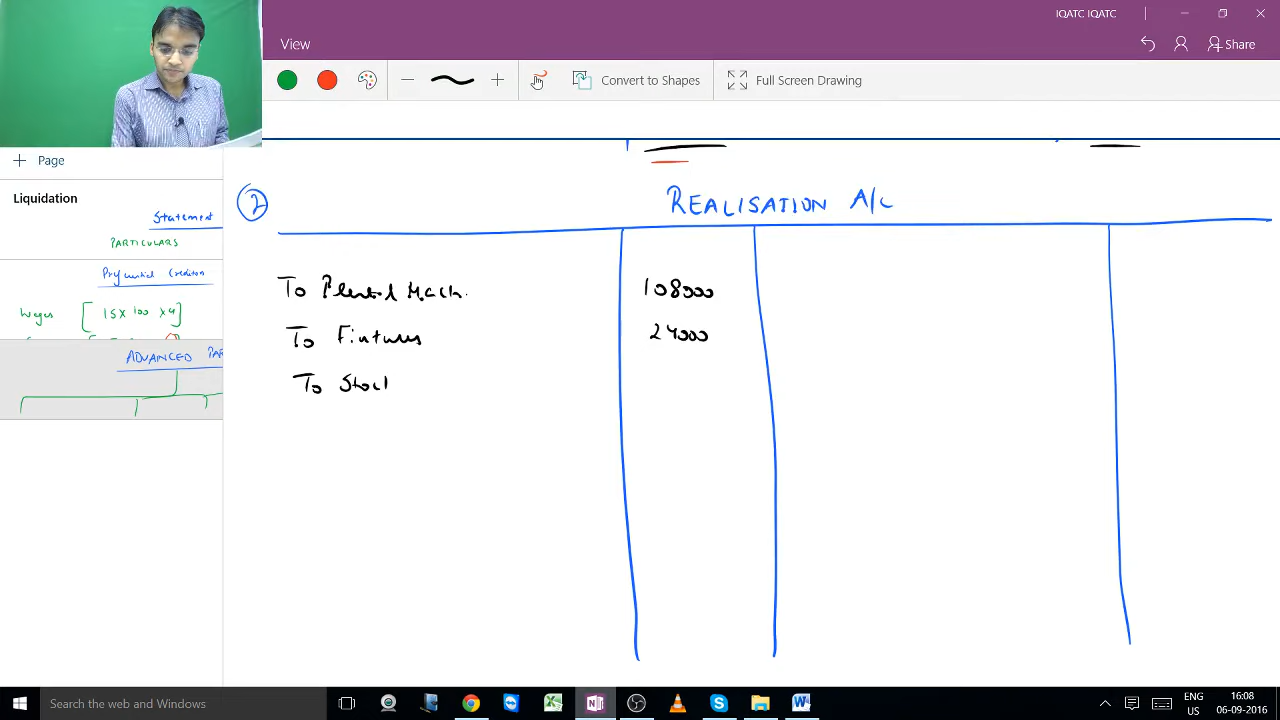 IQATC IQATC
View
Share
Convert to Shapes
Full Screen Drawing
+ Page
Liquidation
Statement
PARTICULARS
Preferential Creditors
Wages [15 x 100 x 4]
ADVANCED PA
2
REALISATION A/C
To Plant & Mach. 108000
To Fixtures 24000
To Stock
Search the web and Windows
ENG
US
16:08
06-09-2016